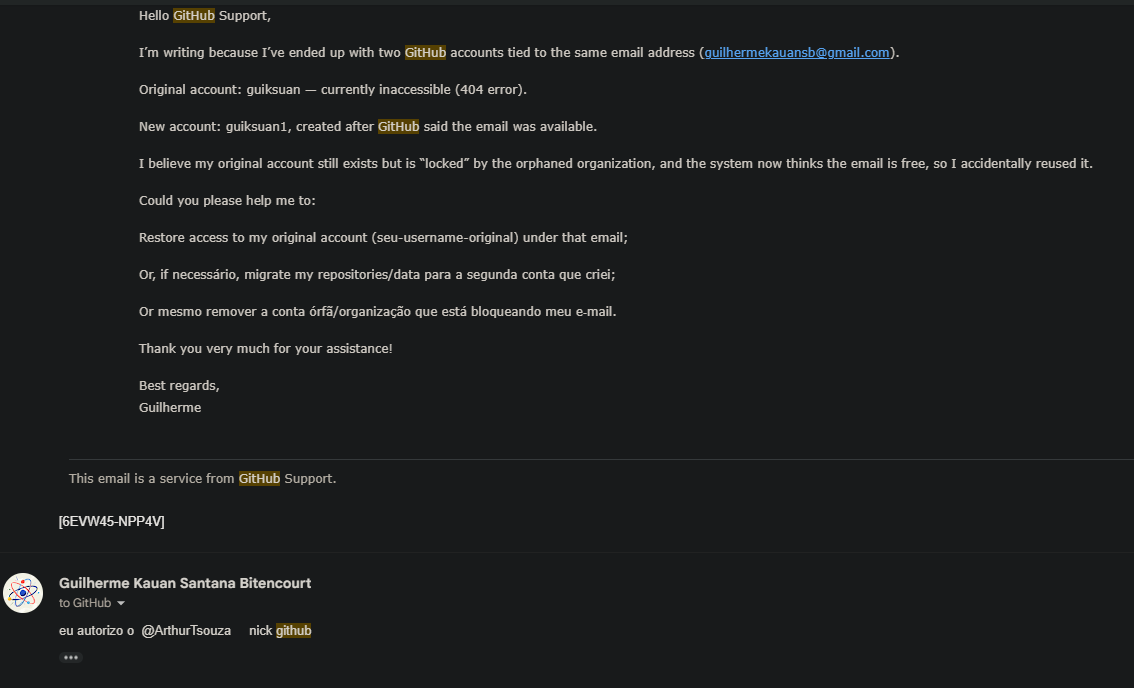 Hello GitHub Support,
I’m writing because I’ve ended up with two GitHub accounts tied to the same email address (guilhermekauansb@gmail.com).
Original account: guiksuan — currently inaccessible (404 error).
New account: guiksuan1, created after GitHub said the email was available.
I believe my original account still exists but is “locked” by the orphaned organization, and the system now thinks the email is free, so I accidentally reused it.
Could you please help me to:
Restore access to my original account (seu-username-original) under that email;
Or, if necessário, migrate my repositories/data para a segunda conta que criei;
Or mesmo remover a conta órfã/organização que está bloqueando meu e-mail.
Thank you very much for your assistance!
Best regards,
Guilherme
This email is a service from GitHub Support.
[6EVW45-NPP4V]
Guilherme Kauan Santana Bitencourt
to GitHub
eu autorizo o @ArthurTsouza nick github